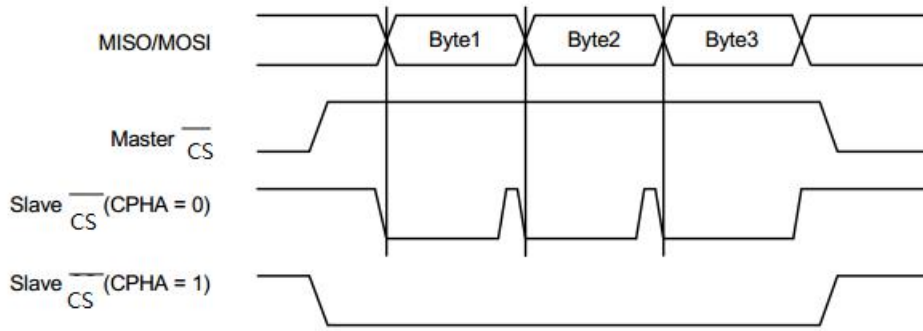 MISO/MOSI
Byte1
Byte2
Byte3
Master CS
Slave CS (CPHA = 0)
Slave CS (CPHA = 1)